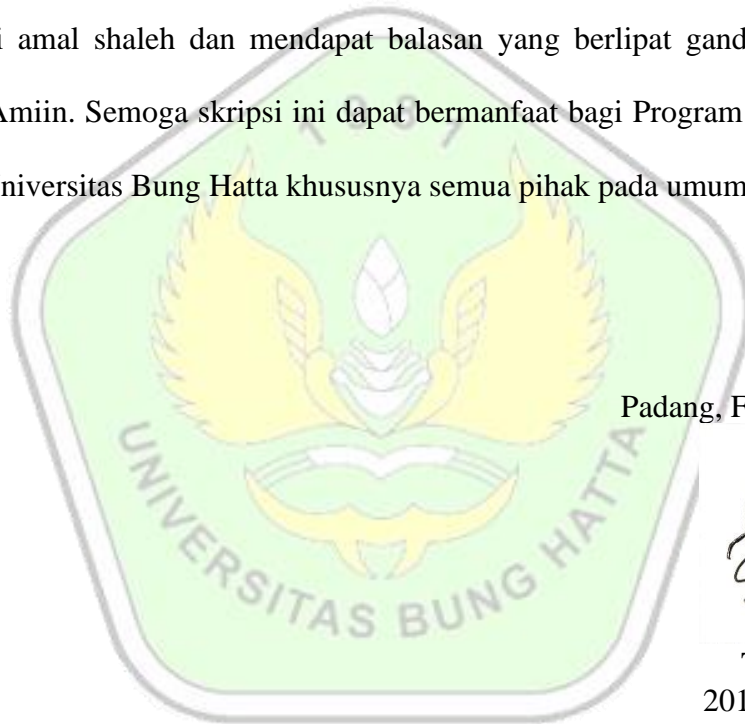 i amal shaleh dan mendapat balasan yang berlipat gand
Amiin. Semoga skripsi ini dapat bermanfaat bagi Program
niversitas Bung Hatta khususnya semua pihak pada umum
1981
Padang, F
UNIVERSITAS BUNG HATTA
201